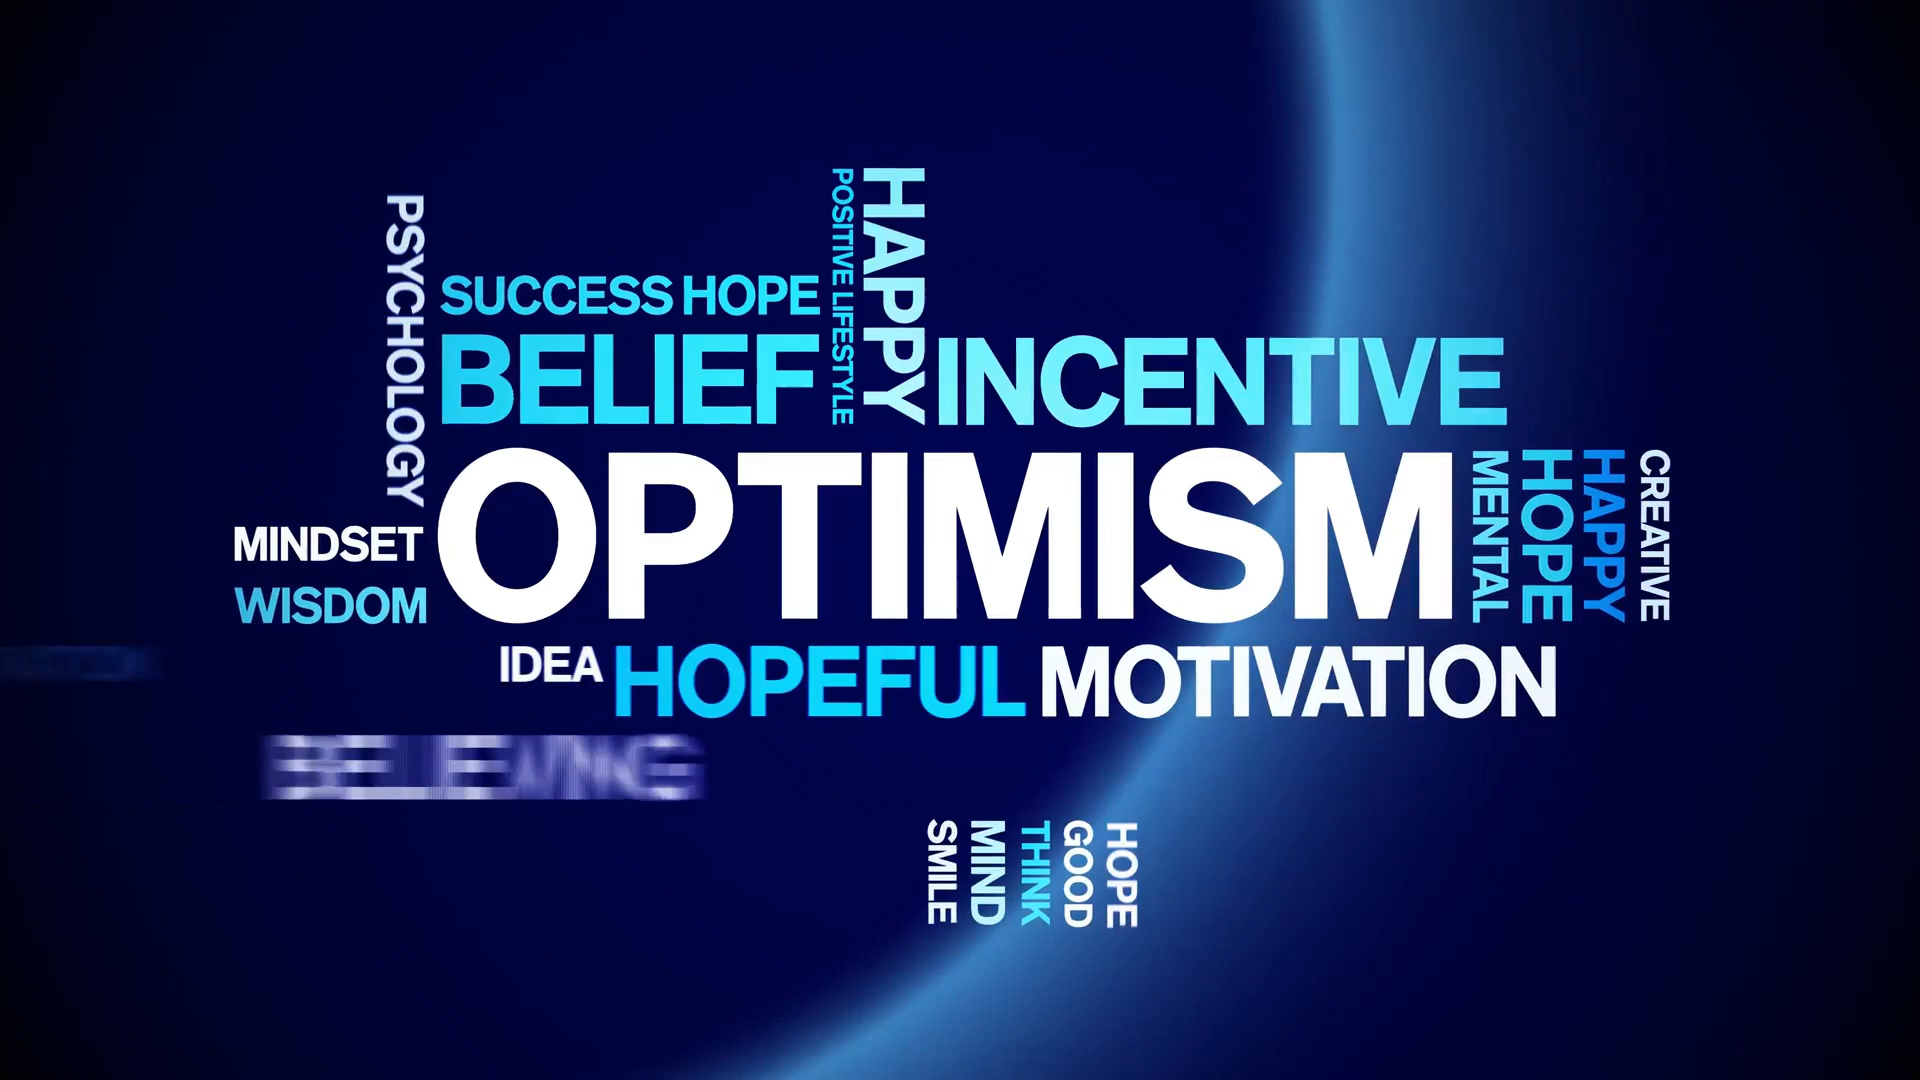 PSYCHOLOGY
SUCCESS HOPE
POSITIVE LIFESTYLE
HAPPY
BELIEF
INCENTIVE
MINDSET
WISDOM
OPTIMISM
MENTAL
HOPE
HAPPY
CREATIVE
IDEA
HOPEFUL
MOTIVATION
BELIEVING
SMILE
MIND
THINK
GOOD
HOPE